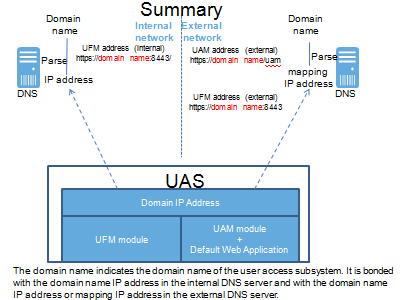 Summary
Domain
name
Internal
network
External
network
Domain
name
UFM address (internal)
https://domain name:8443/
UAM address (external)
https://domain name/uam
Parse
IP address
DNS
UFM address (external)
https://domain name:8443
Parse
mapping
IP address
DNS
UAS
Domain IP Address
UFM module
UAM module
+
Default Web Application
The domain name indicates the domain name of the user access subsystem. It is bonded
with the domain name IP address in the internal DNS server and with the domain name
IP address or mapping IP address in the external DNS server.